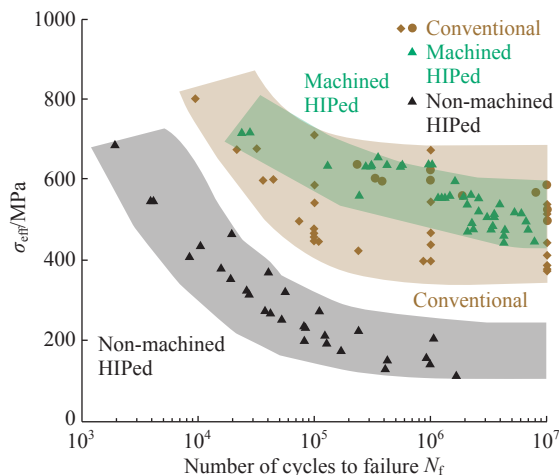 1000
800
600
400
200
0
σeff/MPa
Conventional
Machined
HIPed
Non-machined
HIPed
Machined
HIPed
Conventional
Non-machined
HIPed
10³
10⁴
10⁵
10⁶
10⁷
Number of cycles to failure Nf